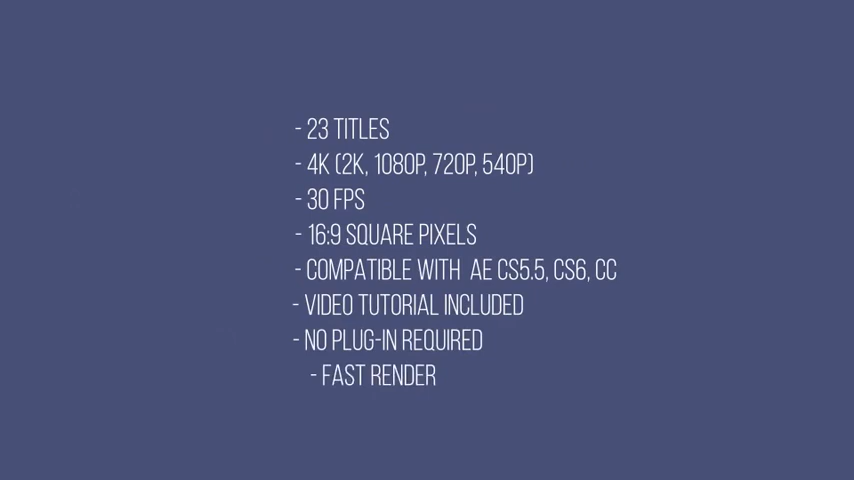 - 23 TITLES
- 4K (2K, 1080P, 720P, 540P)
- 30 FPS
- 16:9 SQUARE PIXELS
- COMPATIBLE WITH  AE CS5.5, CS6, CC
- VIDEO TUTORIAL INCLUDED
- NO PLUG-IN REQUIRED
- FAST RENDER